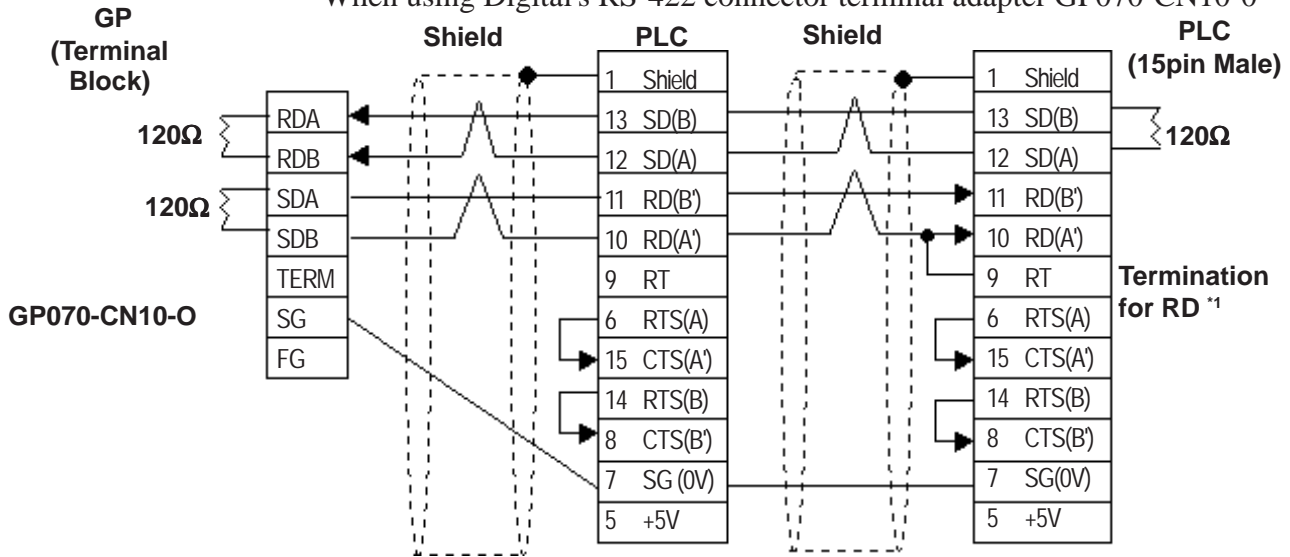 When using Digital's RS-422 connector terminal adapter GP070-CN10-0
GP
(Terminal
Block)
Shield
PLC
Shield
PLC
(15pin Male)
120Ω
120Ω
RDA
RDB
SDA
SDB
TERM
SG
FG
GP070-CN10-O
1 Shield
13 SD(B)
12 SD(A)
11 RD(B')
10 RD(A')
9 RT
6 RTS(A)
15 CTS(A')
14 RTS(B)
8 CTS(B')
7 SG (0V)
5 +5V
1 Shield
13 SD(B)
12 SD(A)
11 RD(B')
10 RD(A')
9 RT
6 RTS(A)
15 CTS(A')
14 RTS(B)
8 CTS(B')
7 SG(0V)
5 +5V
120Ω
Termination
for RD *1